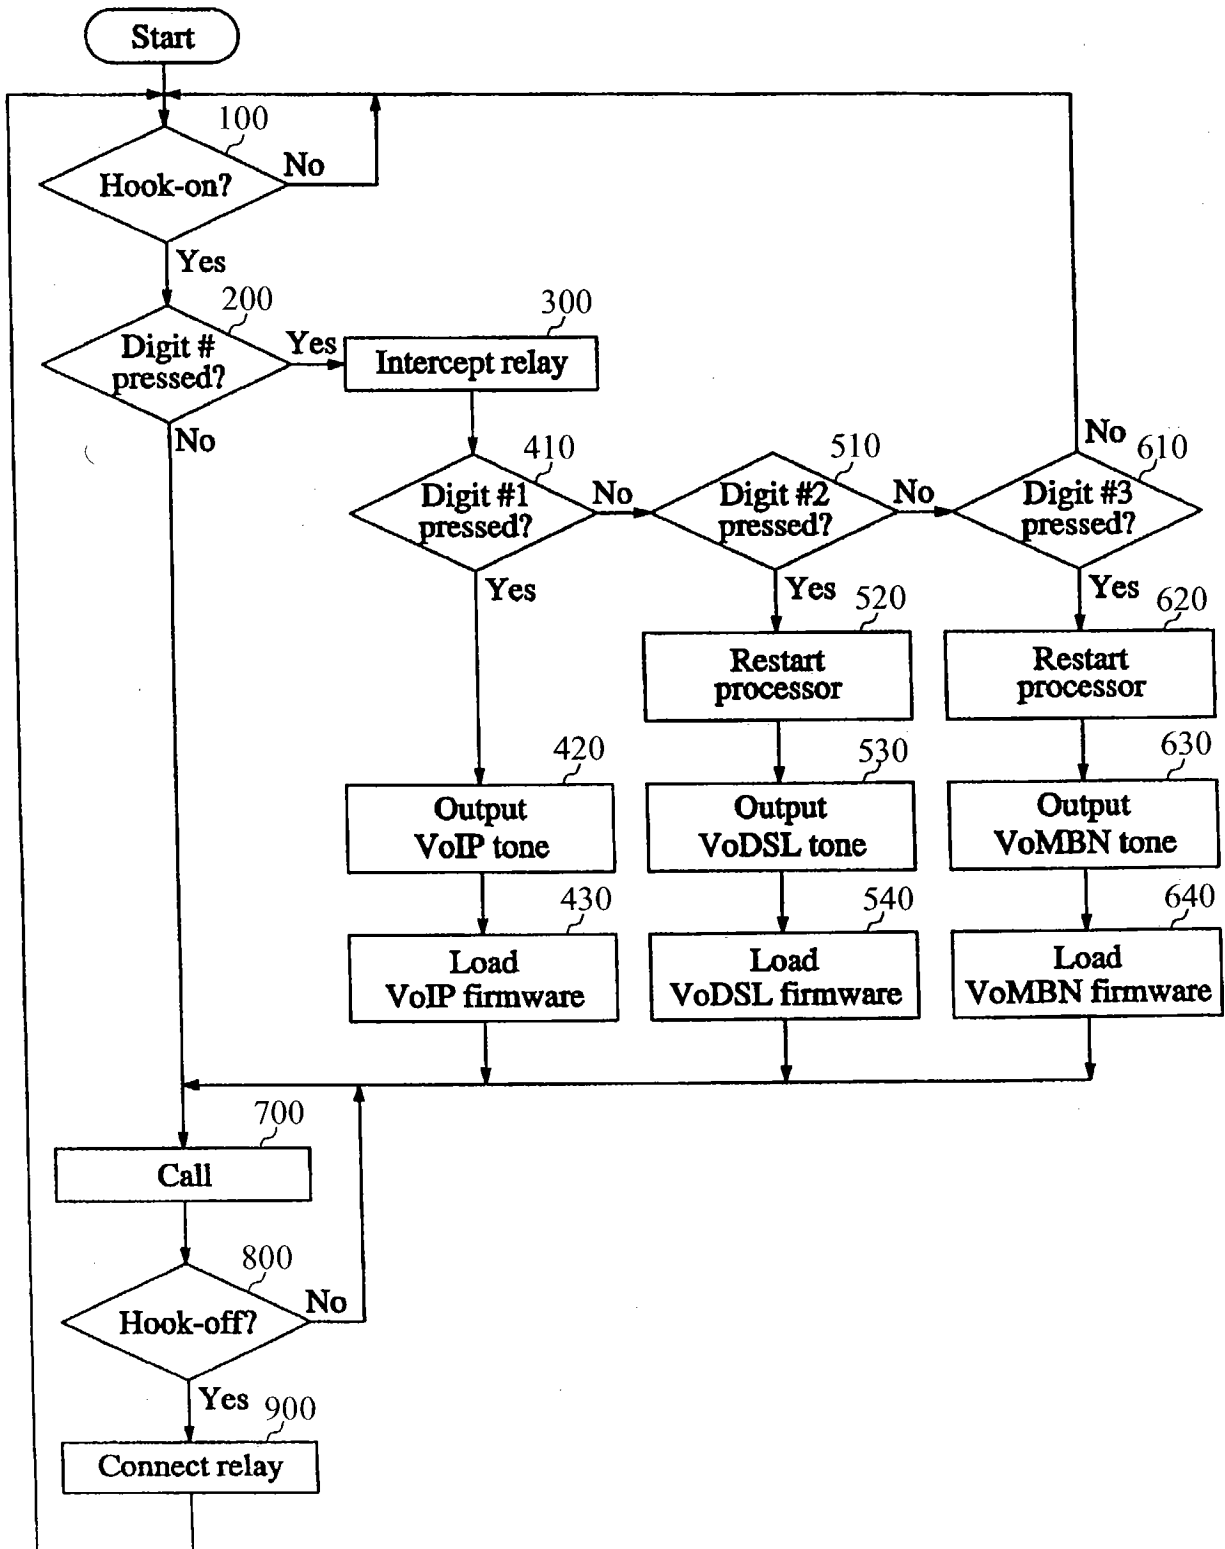 Start
100
Hook-on?
No
Yes
200
Digit #
pressed?
Yes
No
300
Intercept relay
410
Digit #1
pressed?
No
Yes
510
Digit #2
pressed?
No
Yes
610
Digit #3
pressed?
No
Yes
520
Restart
processor
620
Restart
processor
420
Output
VoIP tone
530
Output
VoDSL tone
630
Output
VoMBN tone
430
Load
VoIP firmware
540
Load
VoDSL firmware
640
Load
VoMBN firmware
700
Call
800
Hook-off?
No
Yes
900
Connect relay